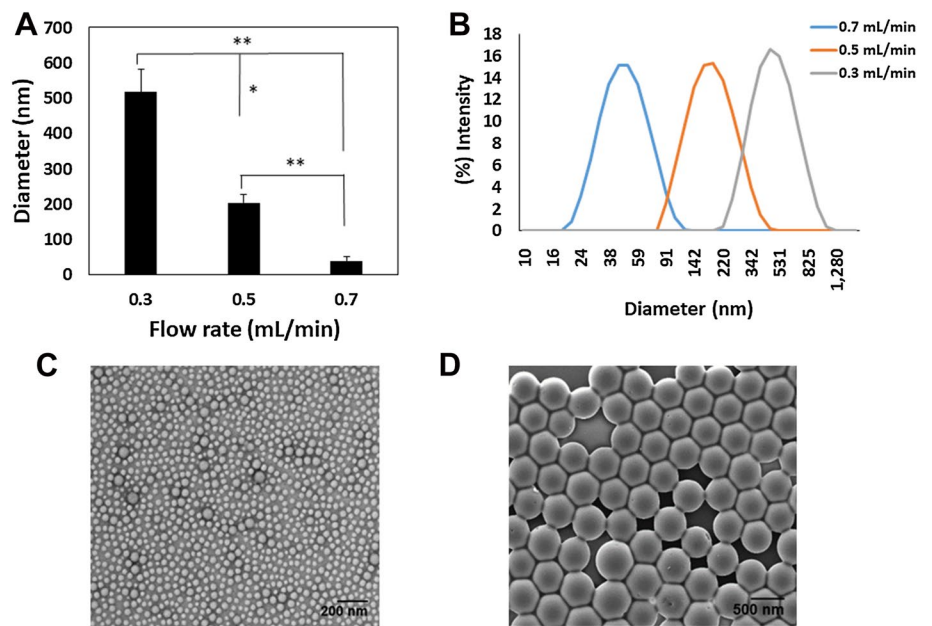 A
700
600
500
400
300
200
100
0
Diameter (nm)
**
*
**
0.3 0.5 0.7
Flow rate (mL/min)
B
18
16
14
12
10
8
6
4
2
0
(%) Intensity
0.7 mL/min
0.5 mL/min
0.3 mL/min
10 16 24 38 59 91 142 220 342 531 825 1,280
Diameter (nm)
C
200 nm
D
500 nm